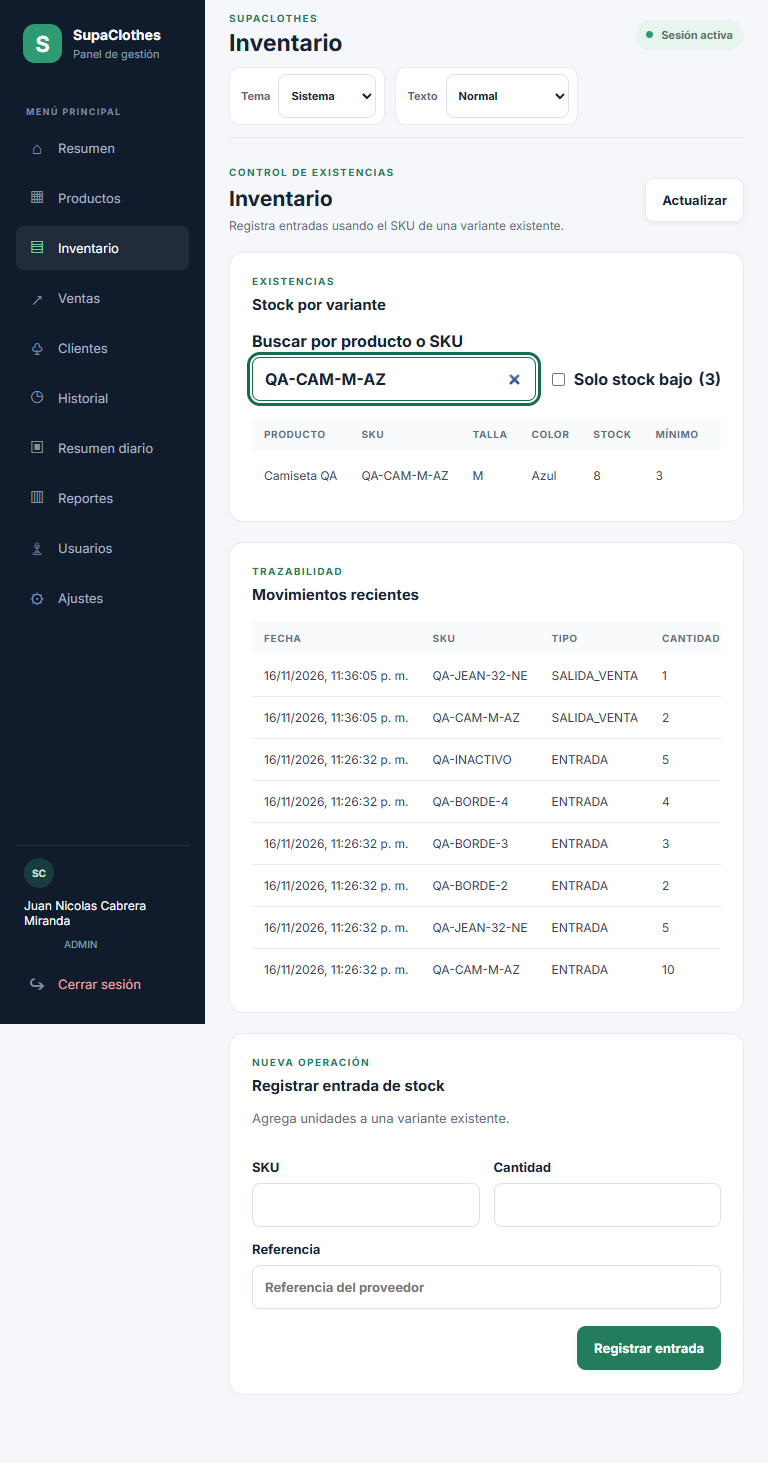 S
SupaClothes
Panel de gestión
MENÚ PRINCIPAL
Resumen
Productos
Inventario
Ventas
Clientes
Historial
Resumen diario
Reportes
Usuarios
Ajustes
SC
Juan Nicolas Cabrera
Miranda
ADMIN
Cerrar sesión
SUPACLOTHES
Inventario
Sesión activa
Tema Sistema Texto Normal
CONTROL DE EXISTENCIAS
Inventario
Registra entradas usando el SKU de una variante existente.
Actualizar
EXISTENCIAS
Stock por variante
Buscar por producto o SKU
QA-CAM-M-AZ Solo stock bajo (3)
PRODUCTO SKU TALLA COLOR STOCK MÍNIMO
Camiseta QA QA-CAM-M-AZ M Azul 8 3
TRAZABILIDAD
Movimientos recientes
FECHA SKU TIPO CANTIDAD
16/11/2026, 11:36:05 p. m. QA-JEAN-32-NE SALIDA_VENTA 1
16/11/2026, 11:36:05 p. m. QA-CAM-M-AZ SALIDA_VENTA 2
16/11/2026, 11:26:32 p. m. QA-INACTIVO ENTRADA 5
16/11/2026, 11:26:32 p. m. QA-BORDE-4 ENTRADA 4
16/11/2026, 11:26:32 p. m. QA-BORDE-3 ENTRADA 3
16/11/2026, 11:26:32 p. m. QA-BORDE-2 ENTRADA 2
16/11/2026, 11:26:32 p. m. QA-JEAN-32-NE ENTRADA 5
16/11/2026, 11:26:32 p. m. QA-CAM-M-AZ ENTRADA 10
NUEVA OPERACIÓN
Registrar entrada de stock
Agrega unidades a una variante existente.
SKU Cantidad
Referencia
Referencia del proveedor
Registrar entrada